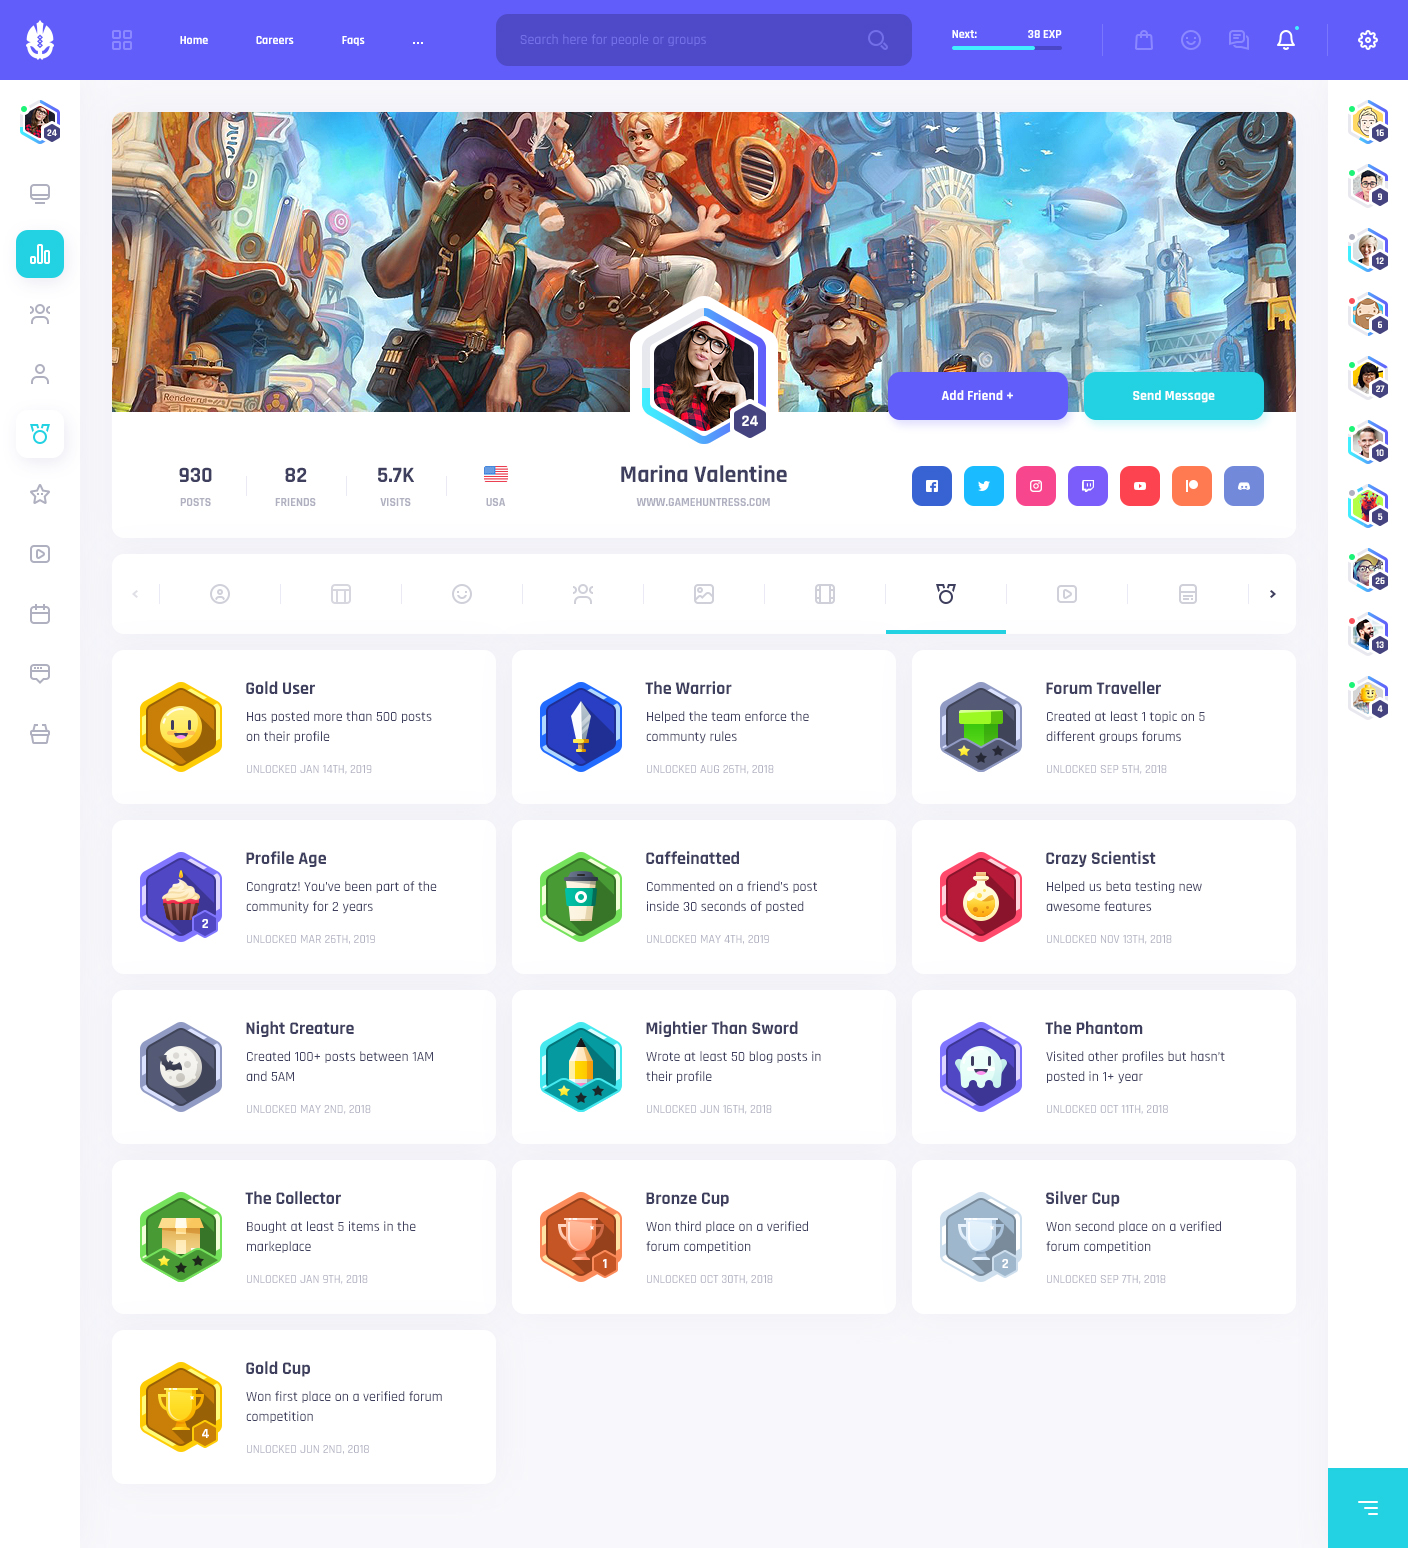 Home
Careers
Faqs
...
Search here for people or groups
Next:
38 EXP
24
16
9
12
6
27
10
5
26
13
4
Render.rui
24
Add Friend +
Send Message
930
POSTS
82
FRIENDS
5.7K
VISITS
USA
Marina Valentine
WWW.GAMEHUNTRESS.COM
Gold User
Has posted more than 500 posts
on their profile
UNLOCKED JAN 14TH, 2019
The Warrior
Helped the team enforce the
communty rules
UNLOCKED AUG 25TH, 2018
Forum Traveller
Created at least 1 topic on 5
different groups forums
UNLOCKED SEP 5TH, 2018
Profile Age
Congratz! You've been part of the
community for 2 years
UNLOCKED MAR 26TH, 2019
2
Caffeinatted
Commented on a friend's post
inside 30 seconds of posted
UNLOCKED MAY 4TH, 2019
Crazy Scientist
Helped us beta testing new
awesome features
UNLOCKED NOV 13TH, 2018
Night Creature
Created 100+ posts between 1AM
and 5AM
UNLOCKED MAY 2ND, 2018
Mightier Than Sword
Wrote at least 50 blog posts in
their profile
UNLOCKED JUN 16TH, 2018
The Phantom
Visited other profiles but hasn't
posted in 1+ year
UNLOCKED OCT 11TH, 2018
The Collector
Bought at least 5 items in the
markeplace
UNLOCKED JAN 9TH, 2018
Bronze Cup
Won third place on a verified
forum competition
UNLOCKED OCT 30TH, 2018
1
Silver Cup
Won second place on a verified
forum competition
UNLOCKED SEP 7TH, 2018
2
Gold Cup
Won first place on a verified forum
competition
UNLOCKED JUN 2ND, 2018
4